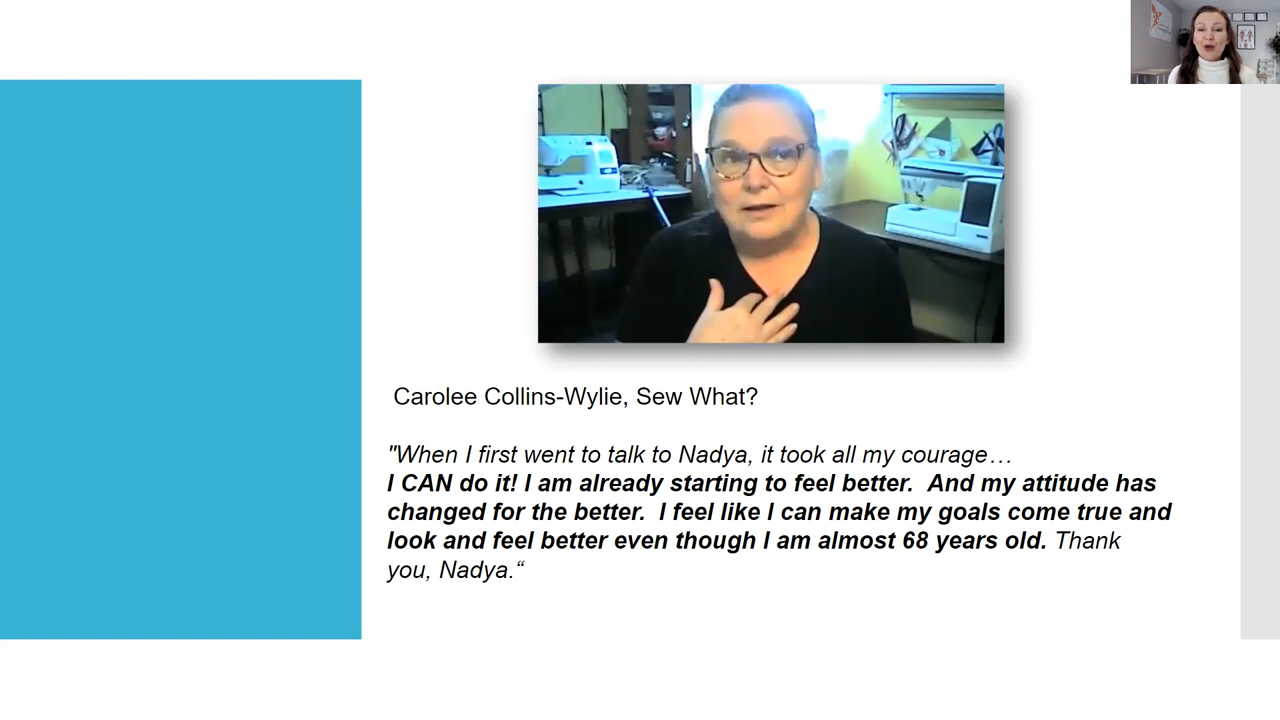 Carolee Collins-Wylie, Sew What?
"When I first went to talk to Nadya, it took all my courage…
I CAN do it! I am already starting to feel better.  And my attitude has
changed for the better.  I feel like I can make my goals come true and
look and feel better even though I am almost 68 years old. Thank
you, Nadya.“